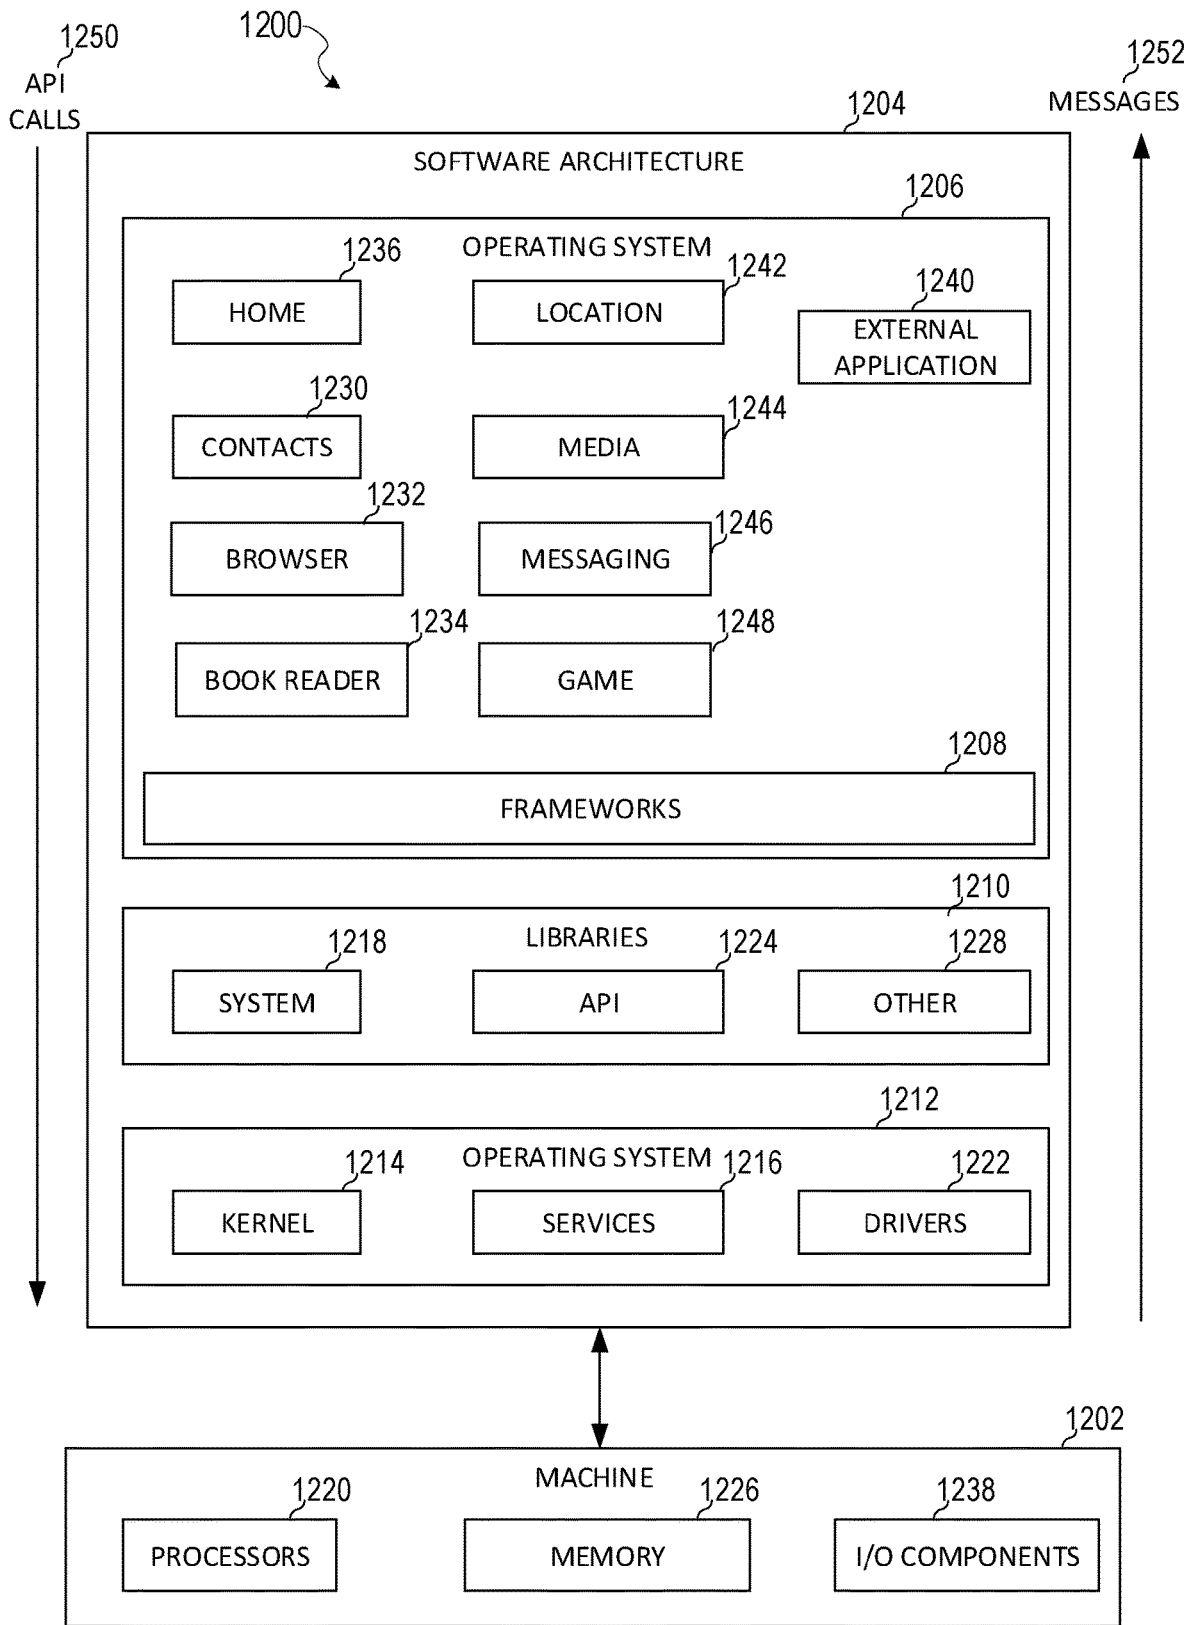 1250
1200
1252
API
CALLS
MESSAGES
1204
SOFTWARE ARCHITECTURE
1206
OPERATING SYSTEM
1236
1242
1240
HOME
LOCATION
EXTERNAL
APPLICATION
1230
1244
CONTACTS
MEDIA
1232
1246
BROWSER
MESSAGING
1234
1248
BOOK READER
GAME
1208
FRAMEWORKS
1210
LIBRARIES
1218
1224
1228
SYSTEM
API
OTHER
1212
OPERATING SYSTEM
1214
1216
1222
KERNEL
SERVICES
DRIVERS
1202
MACHINE
1220
1226
1238
PROCESSORS
MEMORY
I/O COMPONENTS